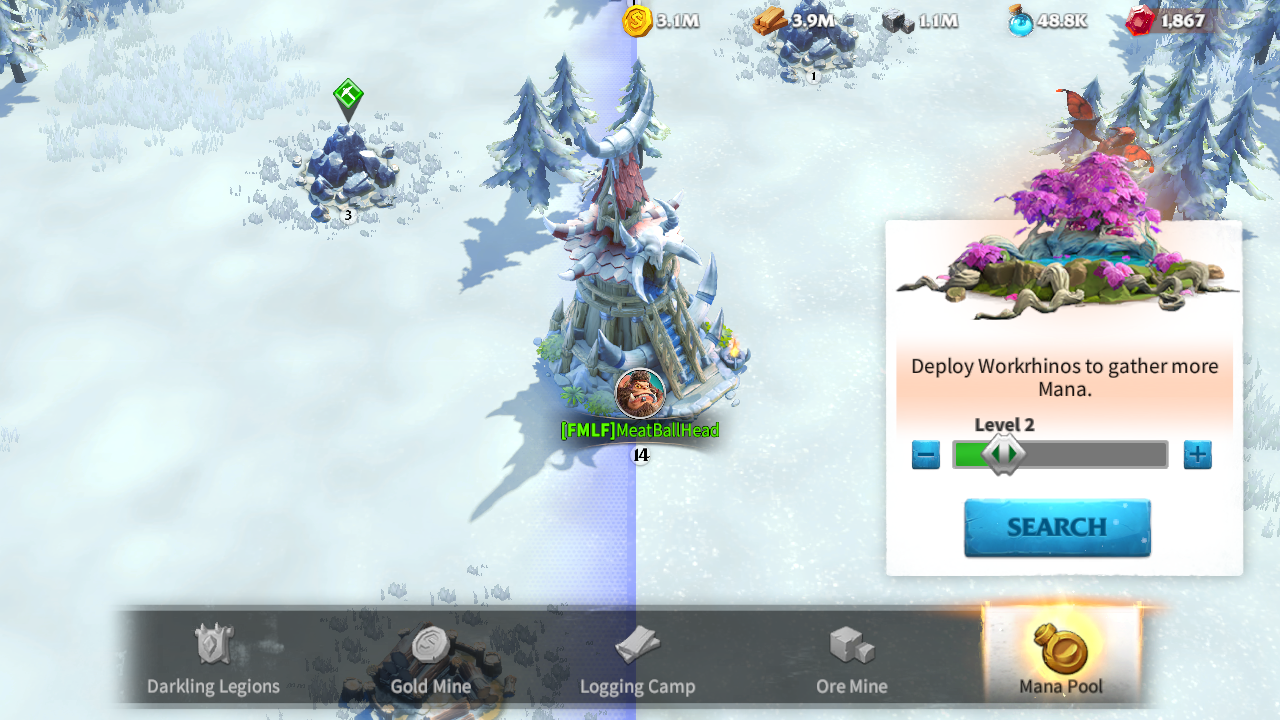 3.1M
3.9M
1.1M
48.8K
1,867
1
3
[FMLF]MeatBallHead
14
Deploy Workrhinos to gather more
Mana.
Level 2
SEARCH
Darkling Legions
Gold Mine
Logging Camp
Ore Mine
Mana Pool